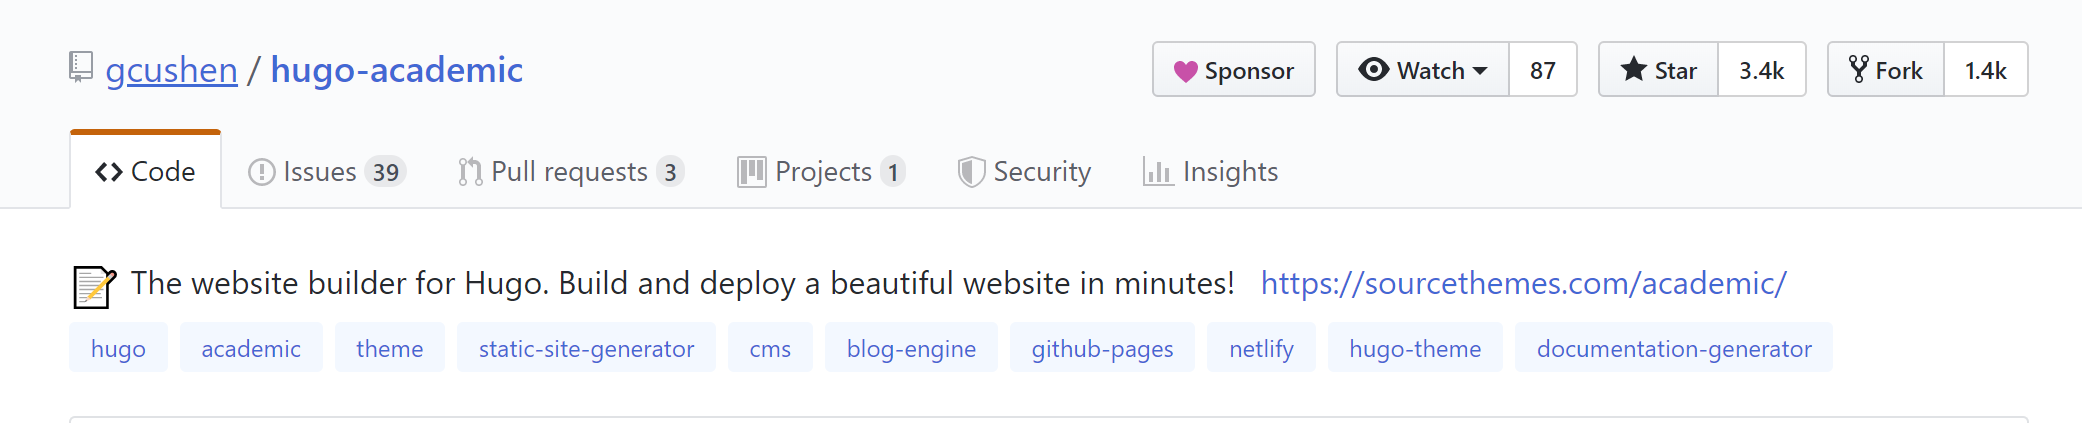 gcushen / hugo-academic Sponsor Watch 87 Star 3.4k Fork 1.4k
Code Issues 39 Pull requests 3 Projects 1 Security Insights
The website builder for Hugo. Build and deploy a beautiful website in minutes! https://sourcethemes.com/academic/
hugo academic theme static-site-generator cms blog-engine github-pages netlify hugo-theme documentation-generator